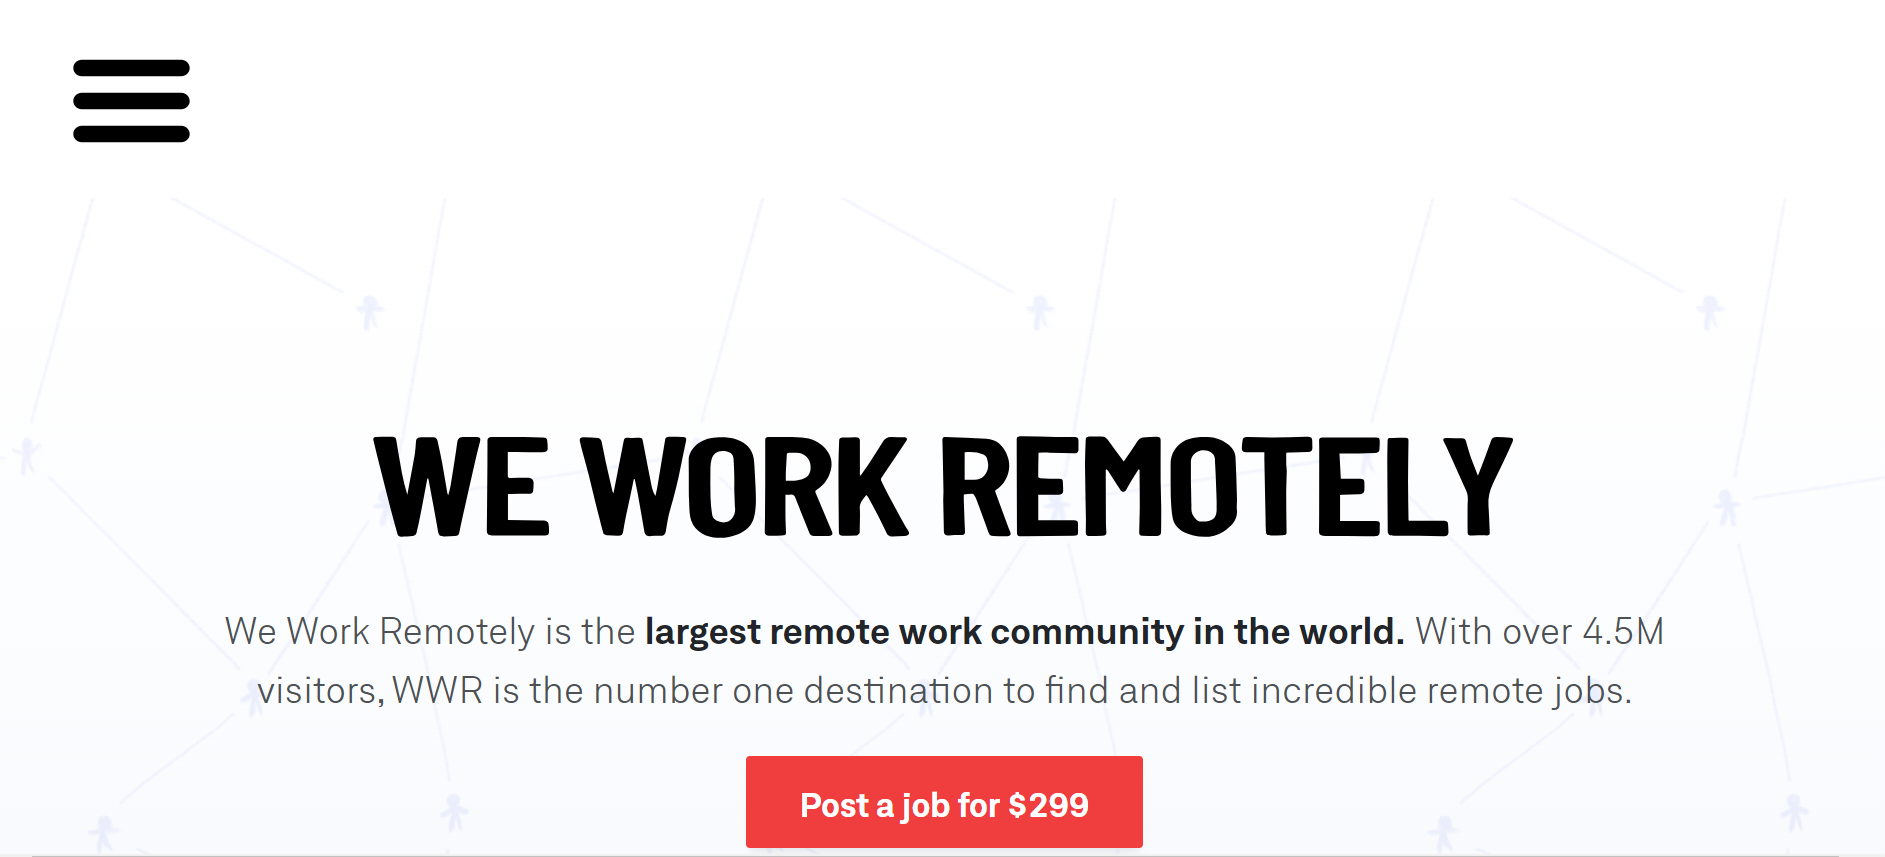 WE WORK REMOTELY
We Work Remotely is the largest remote work community in the world. With over 4.5M
visitors, WWR is the number one destination to find and list incredible remote jobs.
Post a job for $299